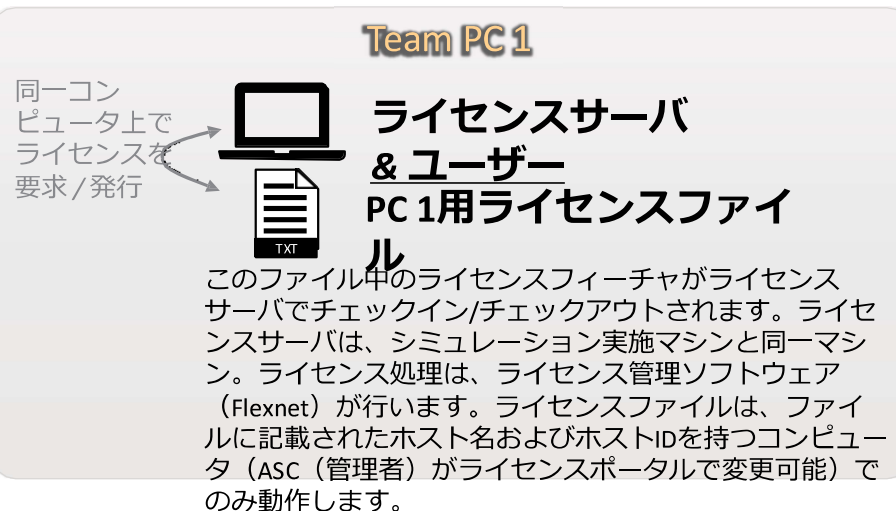 Team PC 1
同一コン
ピュータ上で
ライセンスを
要求/発行
ライセンスサーバ
& ユーザー
PC 1用ライセンスファイ
ル
TXT
このファイル中のライセンスフィーチャがライセンス
サーバでチェックイン/チェックアウトされます。ライセ
ンスサーバは、シミュレーション実施マシンと同一マシ
ン。ライセンス処理は、ライセンス管理ソフトウェア
（Flexnet）が行います。ライセンスファイルは、ファイ
ルに記載されたホスト名およびホストIDを持つコンピュー
タ（ASC（管理者）がライセンスポータルで変更可能）で
のみ動作します。